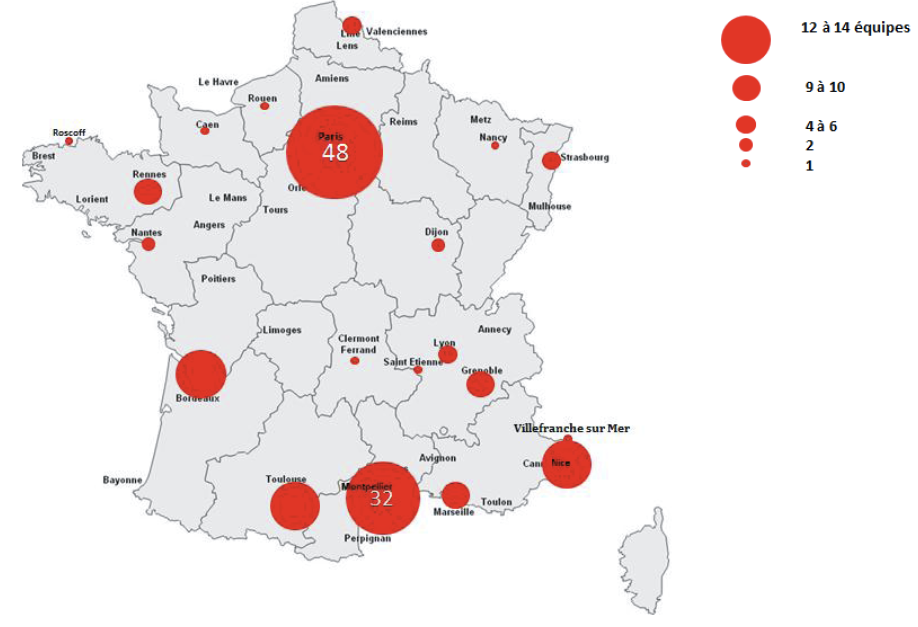 12 à 14 équipes
9 à 10
4 à 6
2
1
Lille
Valenciennes
Lens
Amiens
Le Havre
Rouen
Caen
Paris
48
Reims
Metz
Nancy
Strasbourg
Roscoff
Brest
Rennes
Lorient
Le Mans
Tours
Mulhouse
Angers
Nantes
Dijon
Poitiers
Limoges
Clermont
Ferrand
Annecy
Lyon
Saint Etienne
Grenoble
Bordeaux
Villefranche sur Mer
Avignon
Nice
Bayonne
Toulouse
Montpellier
32
Marseille
Toulon
Perpignan